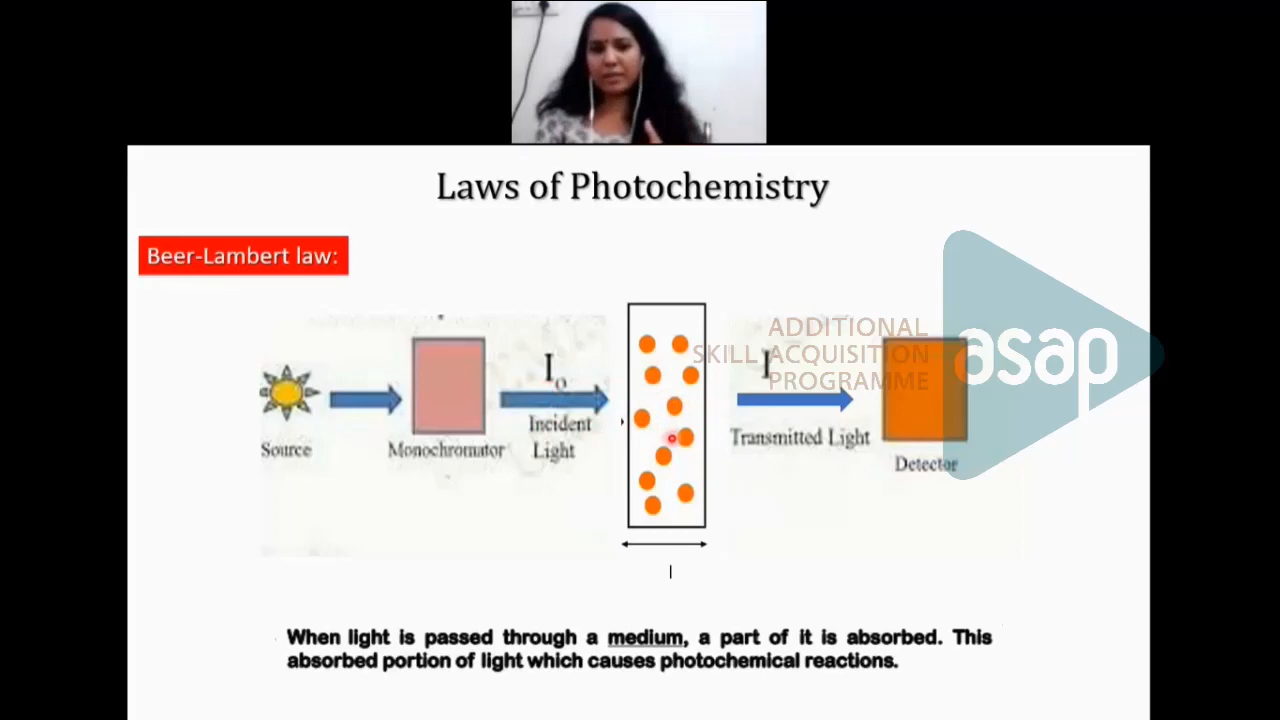 Laws of Photochemistry
Beer-Lambert law:
ADDITIONAL
SKILL ACQUISITION
PROGRAMME
asap
I₀
I
Incident
Light
Source
Monochromator
Transmitted Light
Detector
l
When light is passed through a medium, a part of it is absorbed. This
absorbed portion of light which causes photochemical reactions.